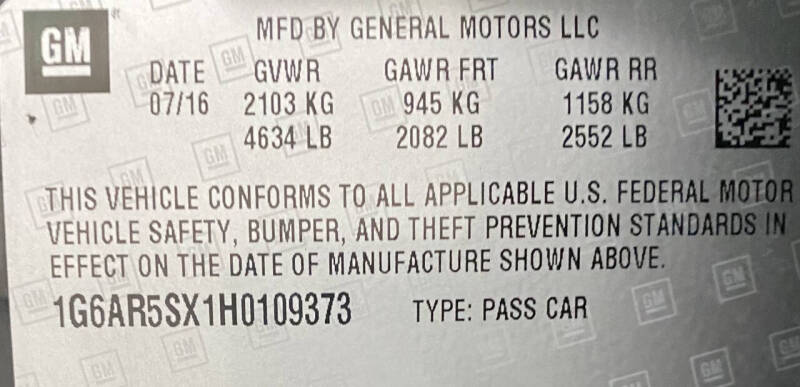 GM
MFD BY GENERAL MOTORS LLC
DATE GVWR GAWR FRT GAWR RR
07/16 2103 KG 945 KG 1158 KG
4634 LB 2082 LB 2552 LB
THIS VEHICLE CONFORMS TO ALL APPLICABLE U.S. FEDERAL MOTOR
VEHICLE SAFETY, BUMPER, AND THEFT PREVENTION STANDARDS IN
EFFECT ON THE DATE OF MANUFACTURE SHOWN ABOVE.
1G6AR5SX1H0109373 TYPE: PASS CAR